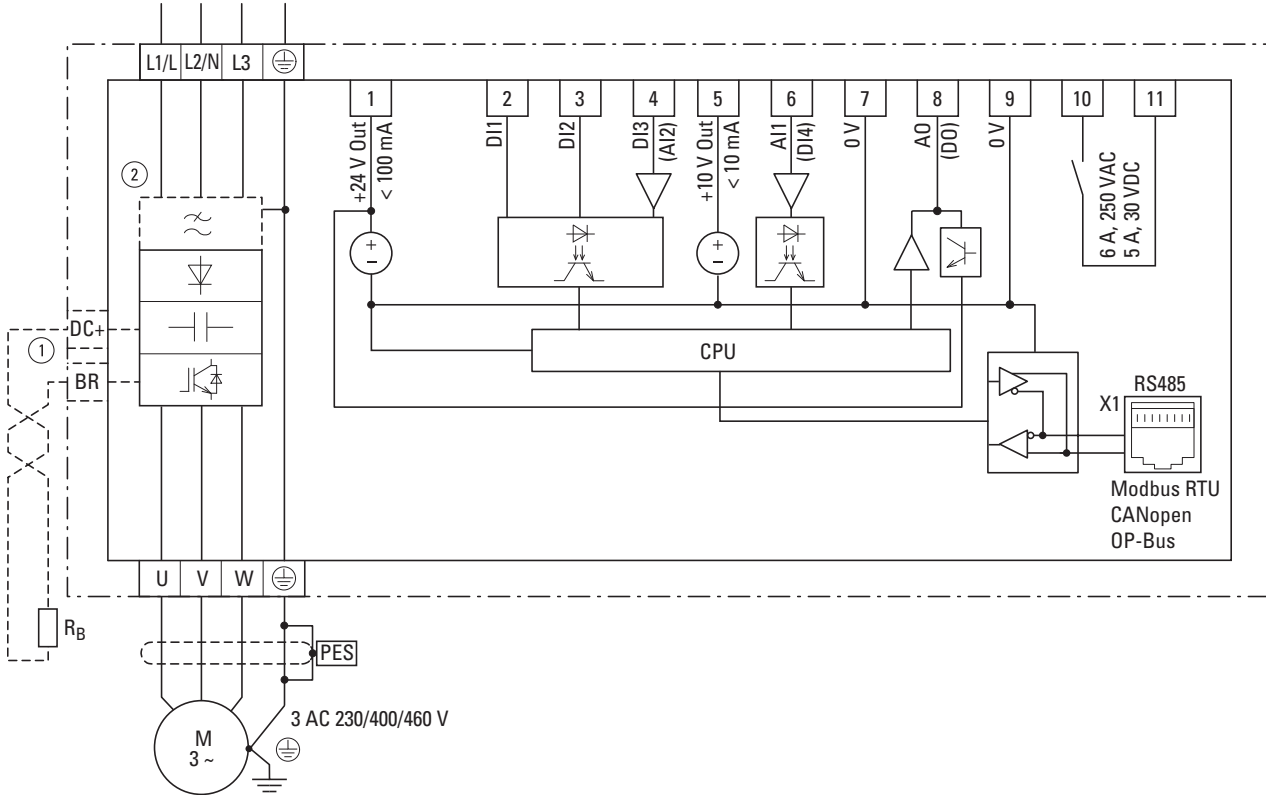 L1/L L2/N L3
1 2 3 4 5 6 7 8 9 10 11
+24 V Out
< 100 mA
DI1
DI2
DI3
(AI2)
+10 V Out
< 10 mA
AI1
(DI4)
0 V
AO
(DO)
0 V
6 A, 250 VAC
5 A, 30 VDC
2
+
−
+
−
DC+
1
BR
CPU
RS485
X1
Modbus RTU
CANopen
OP-Bus
U V W
RB
PES
3 AC 230/400/460 V
M
3 ~